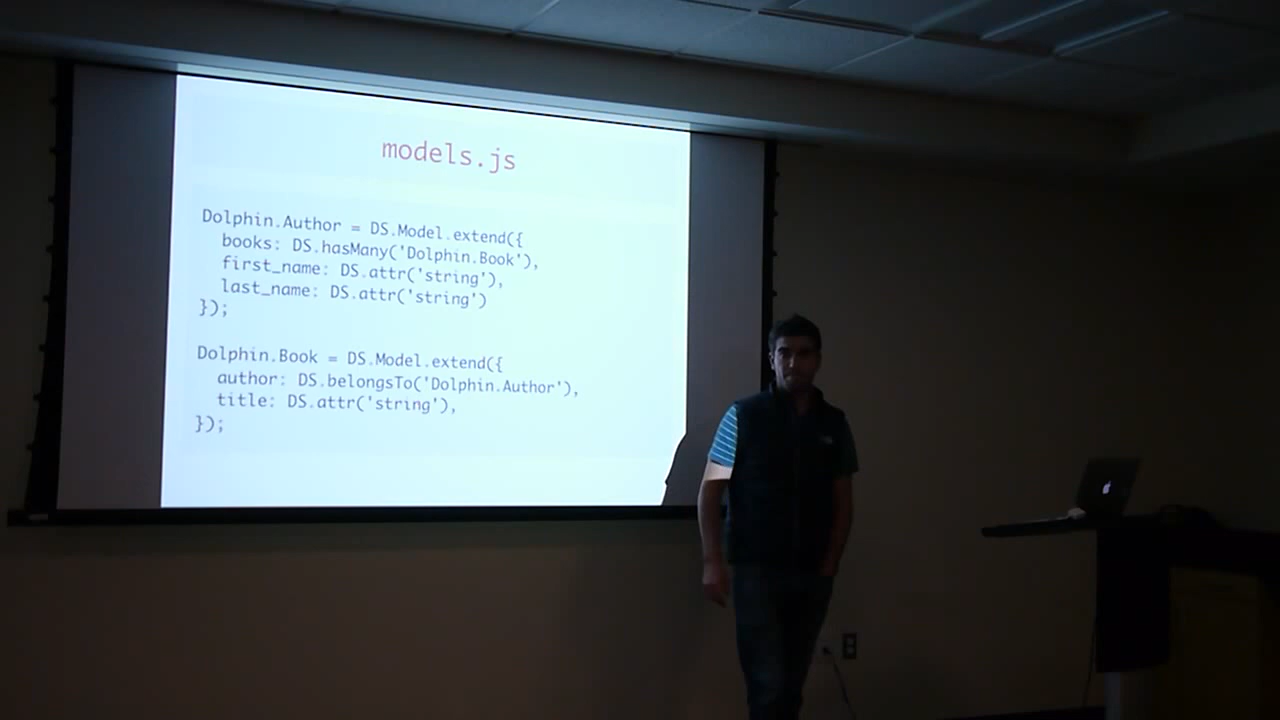 models.js
Dolphin.Author = DS.Model.extend({
books: DS.hasMany('Dolphin.Book'),
first_name: DS.attr('string'),
last_name: DS.attr('string')
});
Dolphin.Book = DS.Model.extend({
author: DS.belongsTo('Dolphin.Author'),
title: DS.attr('string'),
});